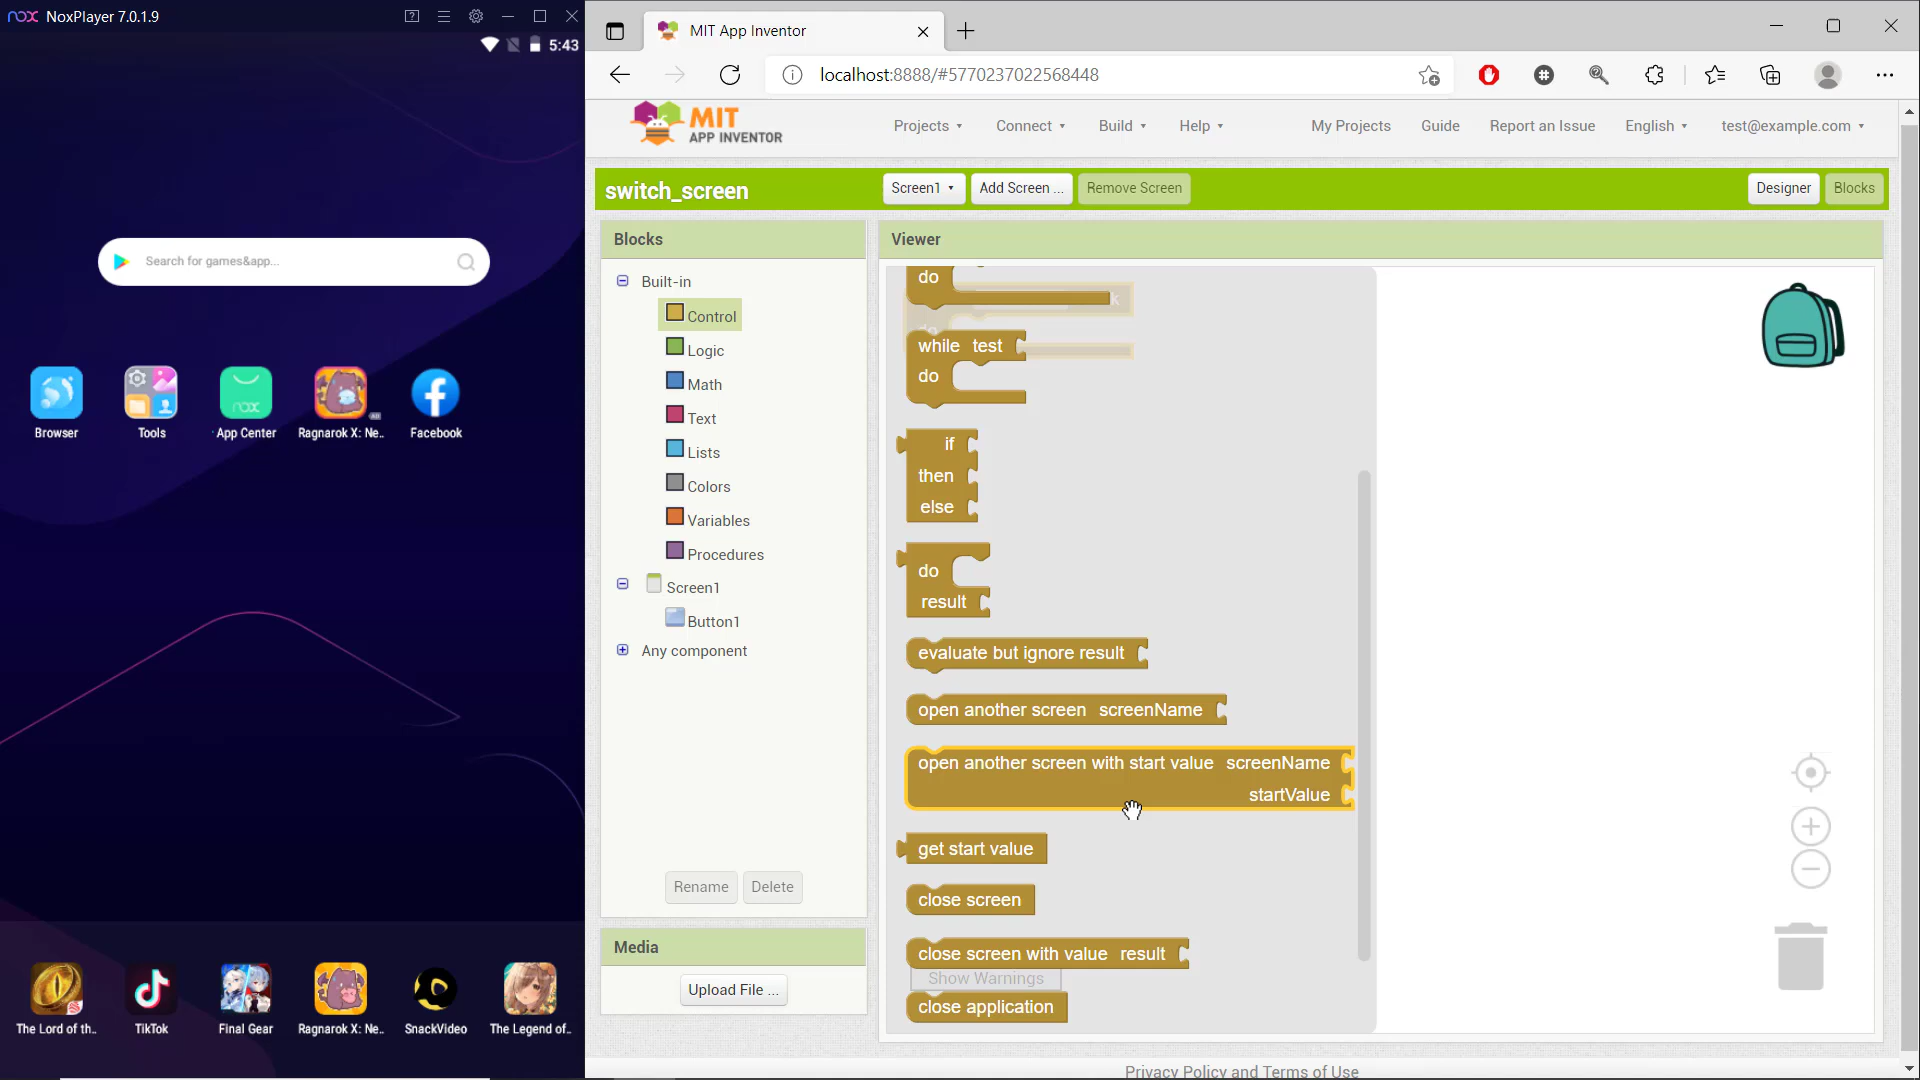 nox NoxPlayer 7.0.1.9
5:43
Search for games&app...
Browser
Tools
nox
App Center
Ragnarok X: Ne..
Facebook
The Lord of th..
TikTok
Final Gear
Ragnarok X: Ne..
SnackVideo
The Legend of..
MIT App Inventor
localhost:8888/#5770237022568448
MIT
APP INVENTOR
Projects
Connect
Build
Help
My Projects
Guide
Report an Issue
English
test@example.com
switch_screen
Screen1
Add Screen ...
Remove Screen
Designer
Blocks
Blocks
Built-in
Control
Logic
Math
Text
Lists
Colors
Variables
Procedures
Screen1
Button1
Any component
Rename
Delete
Media
Upload File ...
Viewer
do
while test
do
if
then
else
do
result
evaluate but ignore result
open another screen screenName
open another screen with start value screenName
startValue
get start value
close screen
close screen with value result
Show Warnings
close application
Privacy Policy and Terms of Use